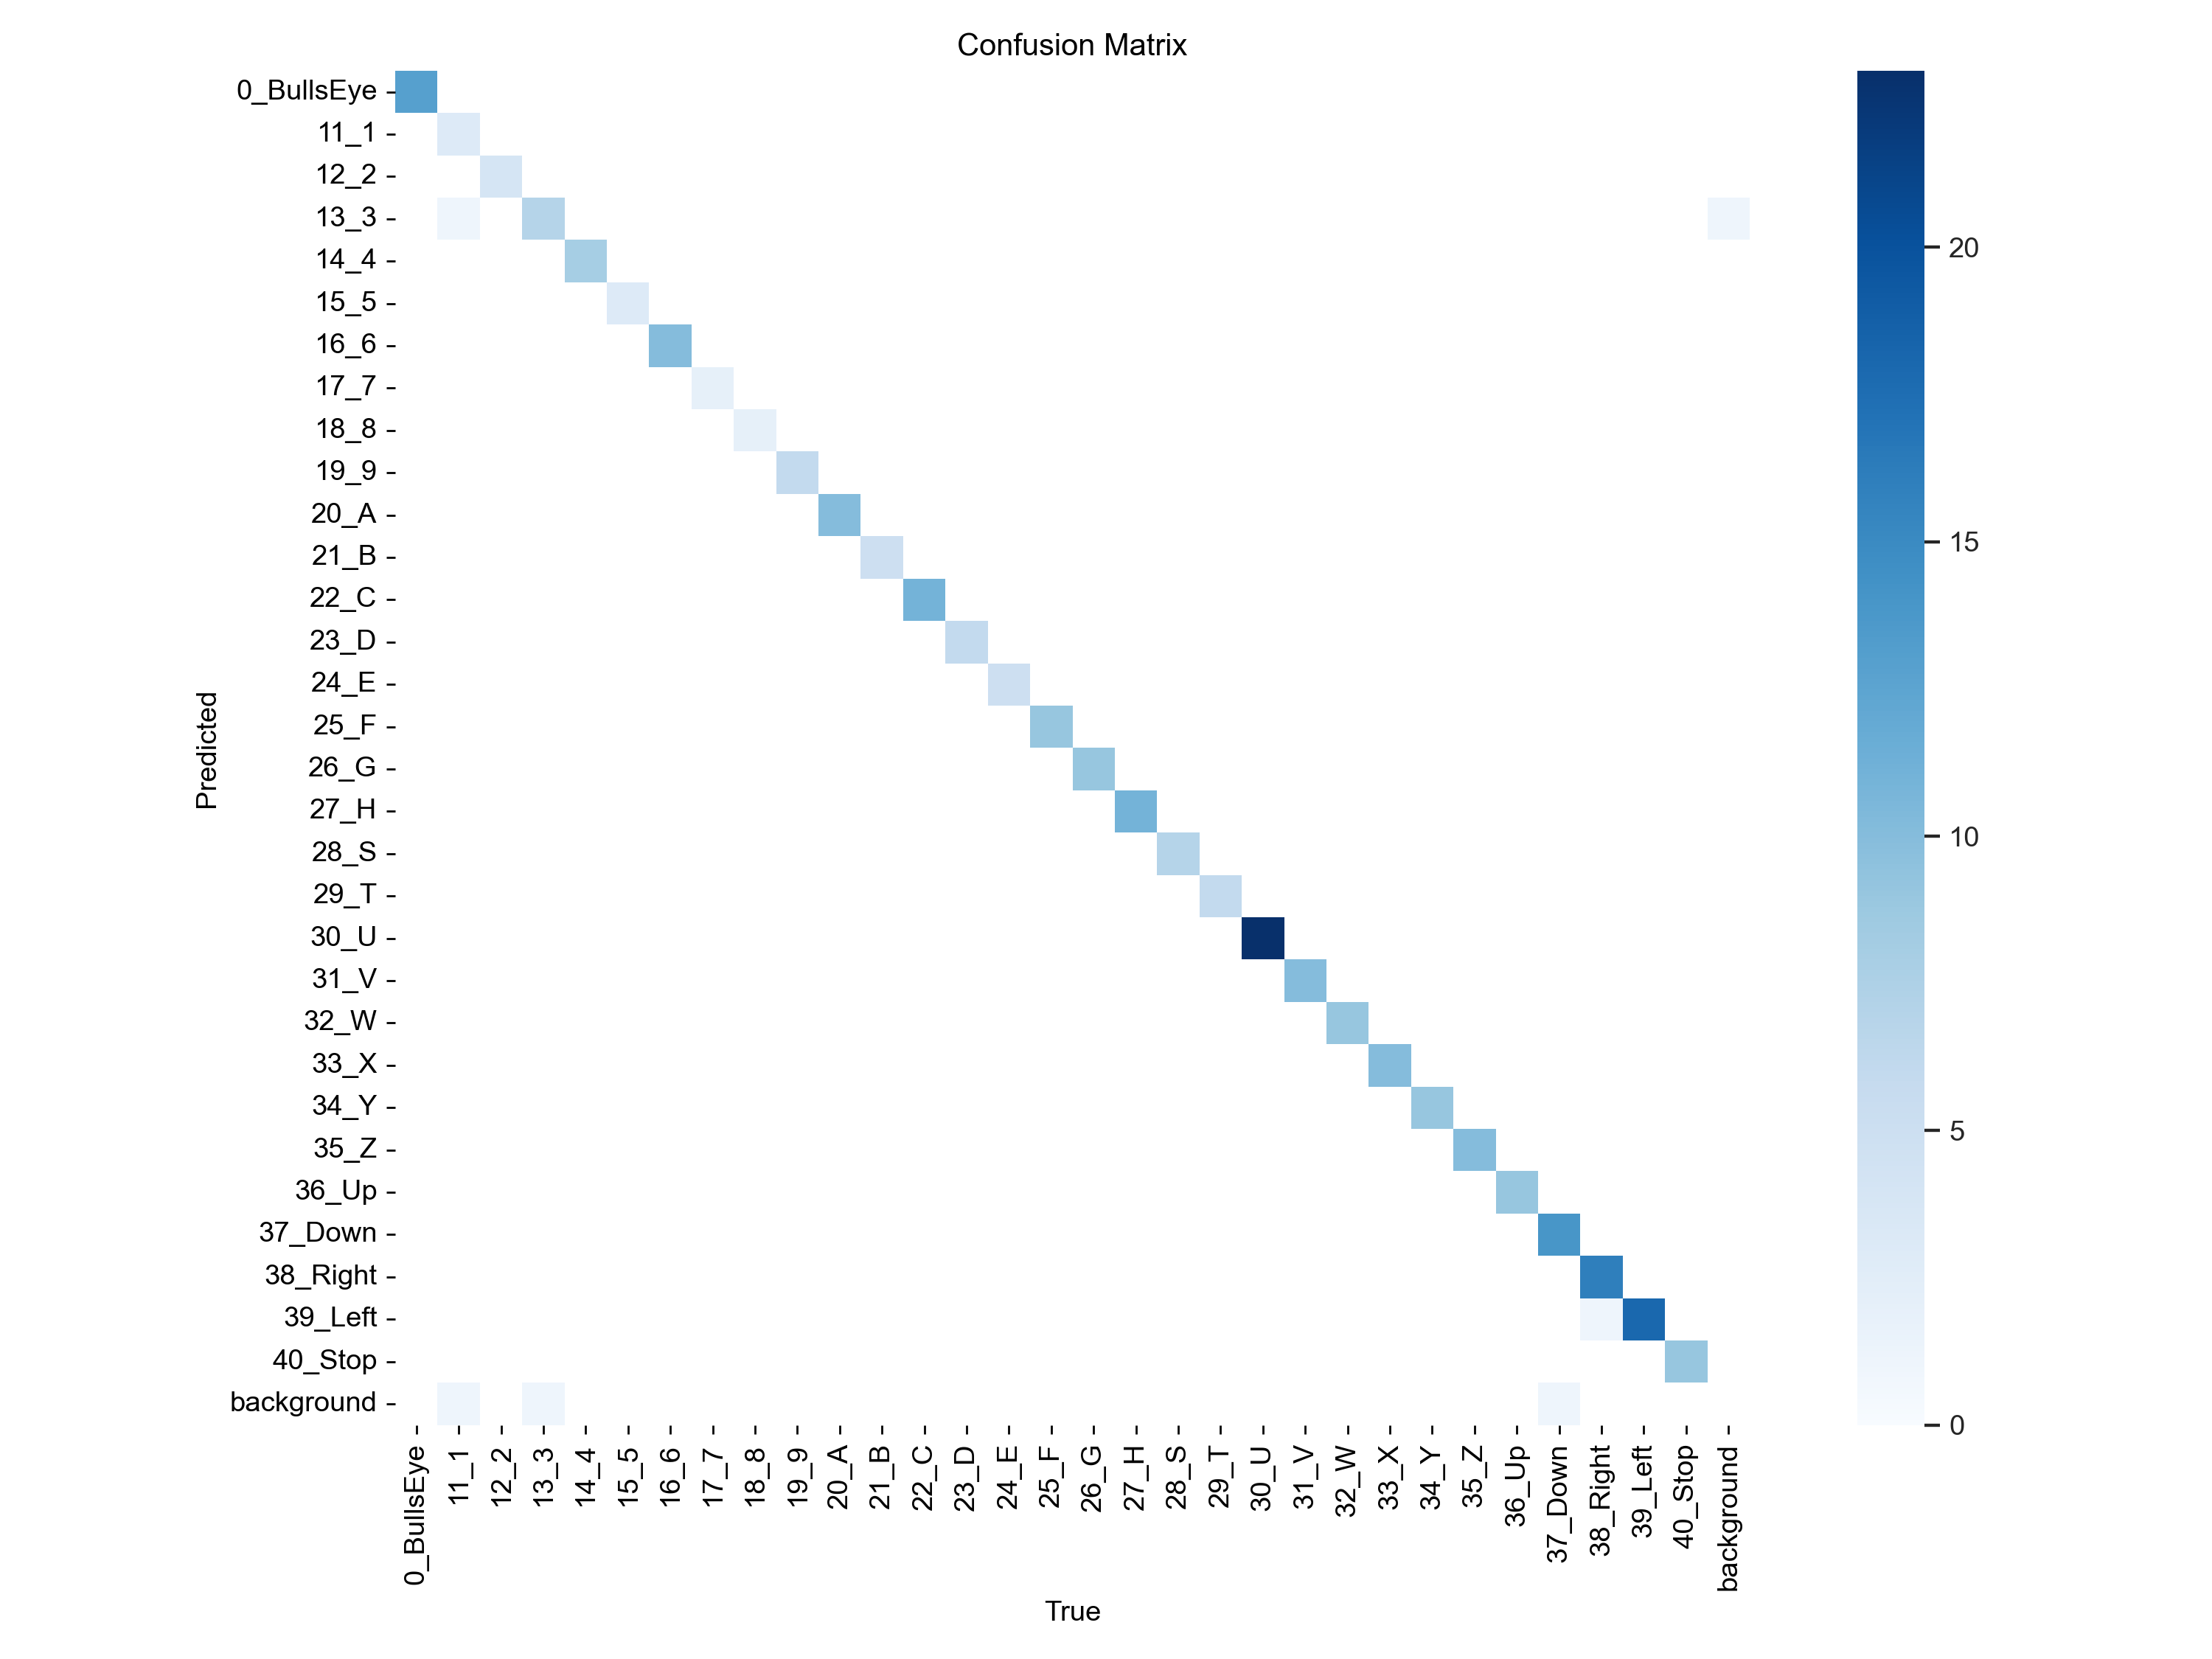 Confusion Matrix
0_BullsEye
11_1
12_2
13_3
14_4
15_5
16_6
17_7
18_8
19_9
20_A
21_B
22_C
23_D
24_E
25_F
26_G
27_H
28_S
29_T
30_U
31_V
32_W
33_X
34_Y
35_Z
36_Up
37_Down
38_Right
39_Left
40_Stop
background
Predicted
0_BullsEye
11_1
12_2
13_3
14_4
15_5
16_6
17_7
18_8
19_9
20_A
21_B
22_C
23_D
24_E
25_F
26_G
27_H
28_S
29_T
30_U
31_V
32_W
33_X
34_Y
35_Z
36_Up
37_Down
38_Right
39_Left
40_Stop
background
True
20
15
10
5
0